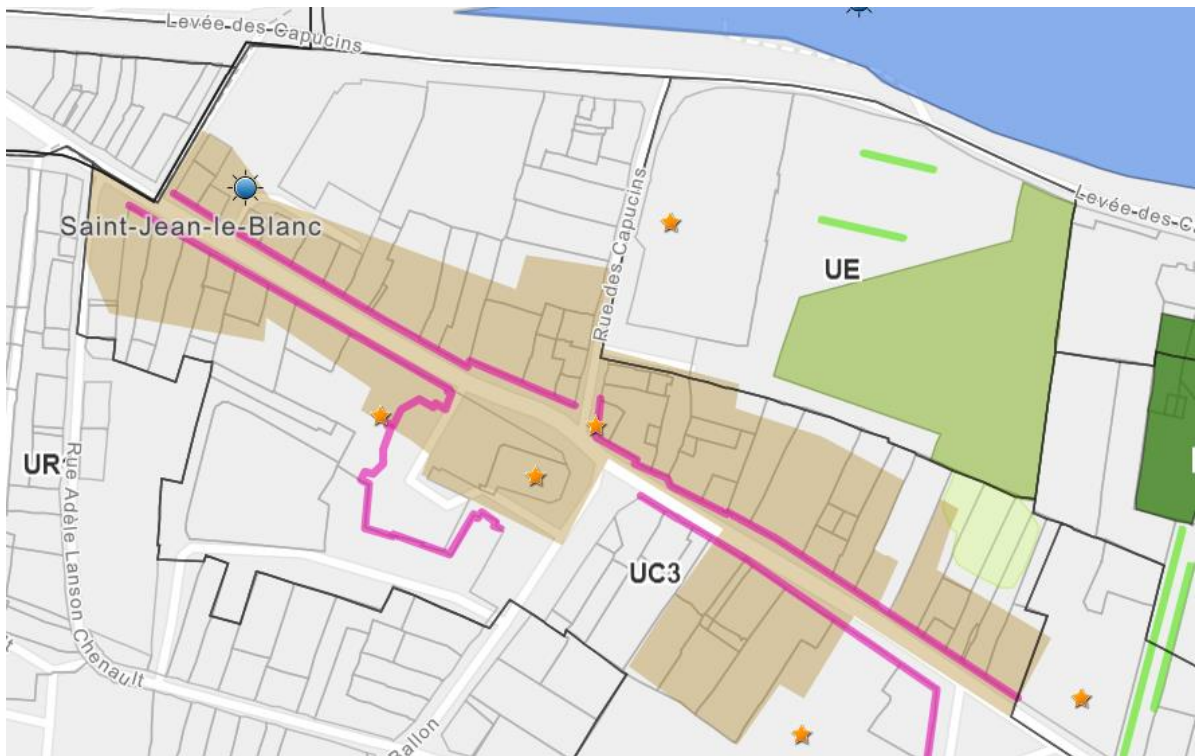 Levée des Capucins
Saint-Jean-le-Blanc
Rue des Capucins
UE
Levée des Ca
UR
UC3
Rue Adèle Lanson Chenault
Ballon